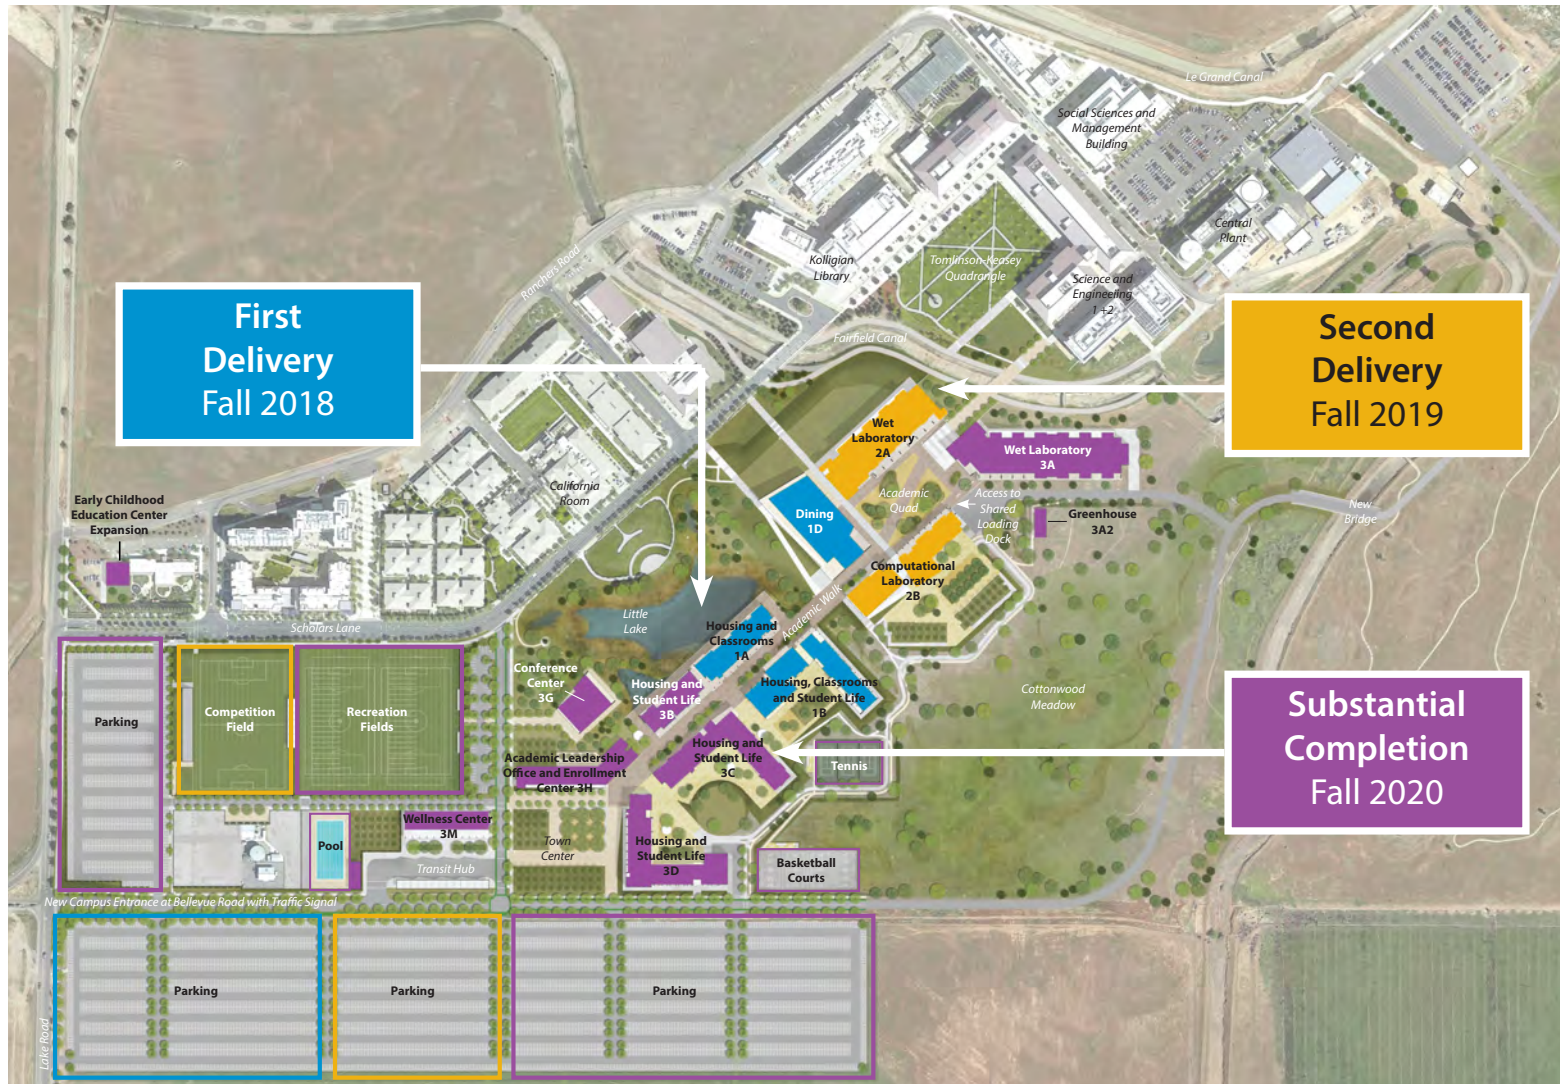 Le Grand Canal
Social Sciences and
Management
Building
Central
Plant
Ranchers Road
Kolligian
Library
Tomlinson-Keasey
Quadrangle
Science and
Engineering
1 +2
Fairfield Canal
First
Delivery
Fall 2018
Second
Delivery
Fall 2019
Wet
Laboratory
2A
Wet Laboratory
3A
California
Room
Early Childhood
Education Center
Expansion
Dining
1D
Academic
Quad
Access to
Shared
Loading
Dock
Greenhouse
3A2
New
Bridge
Computational
Laboratory
2B
Academic Walk
Little
Lake
Scholars Lane
Housing and
Classrooms
1A
Conference
Center
3G
Housing and
Student Life
3B
Housing, Classrooms
and Student Life
1B
Cottonwood
Meadow
Substantial
Completion
Fall 2020
Parking
Competition
Field
Recreation
Fields
Housing and
Student Life
3C
Academic Leadership
Office and Enrollment
Center 3H
Tennis
Wellness Center
3M
Pool
Town
Center
Housing and
Student Life
3D
Basketball
Courts
Transit Hub
New Campus Entrance at Bellevue Road with Traffic Signal
Parking
Parking
Parking
Lake Road